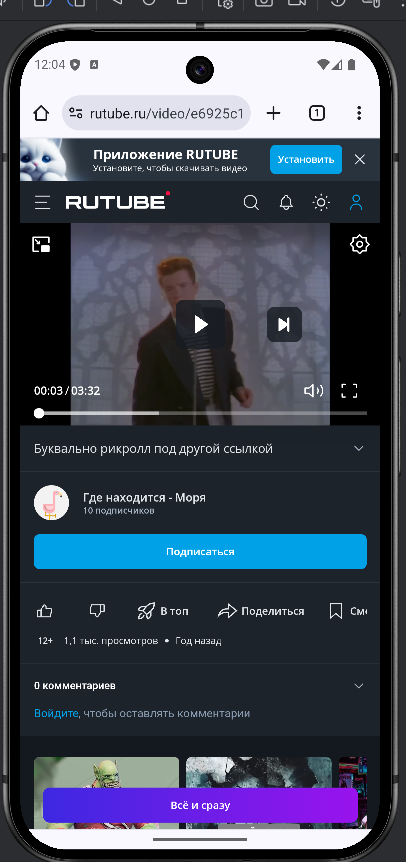 12:04
rutube.ru/video/e6925c1
1
Приложение RUTUBE
Установите, чтобы скачивать видео
Установить
RUTUBE
00:03 / 03:32
Буквально рикролл под другой ссылкой
Где находится - Моря
10 подписчиков
Подписаться
В топ
Поделиться
Смо
12+ 1,1 тыс. просмотров • Год назад
0 комментариев
Войдите, чтобы оставлять комментарии
Всё и сразу